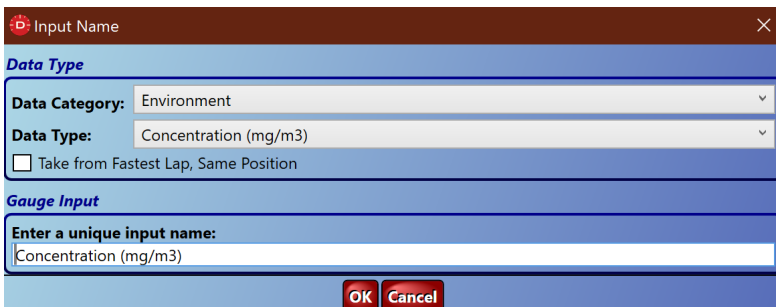 D
Input Name
Data Type
Data Category: Environment
Data Type: Concentration (mg/m3)
Take from Fastest Lap, Same Position
Gauge Input
Enter a unique input name:
Concentration (mg/m3)
OK Cancel